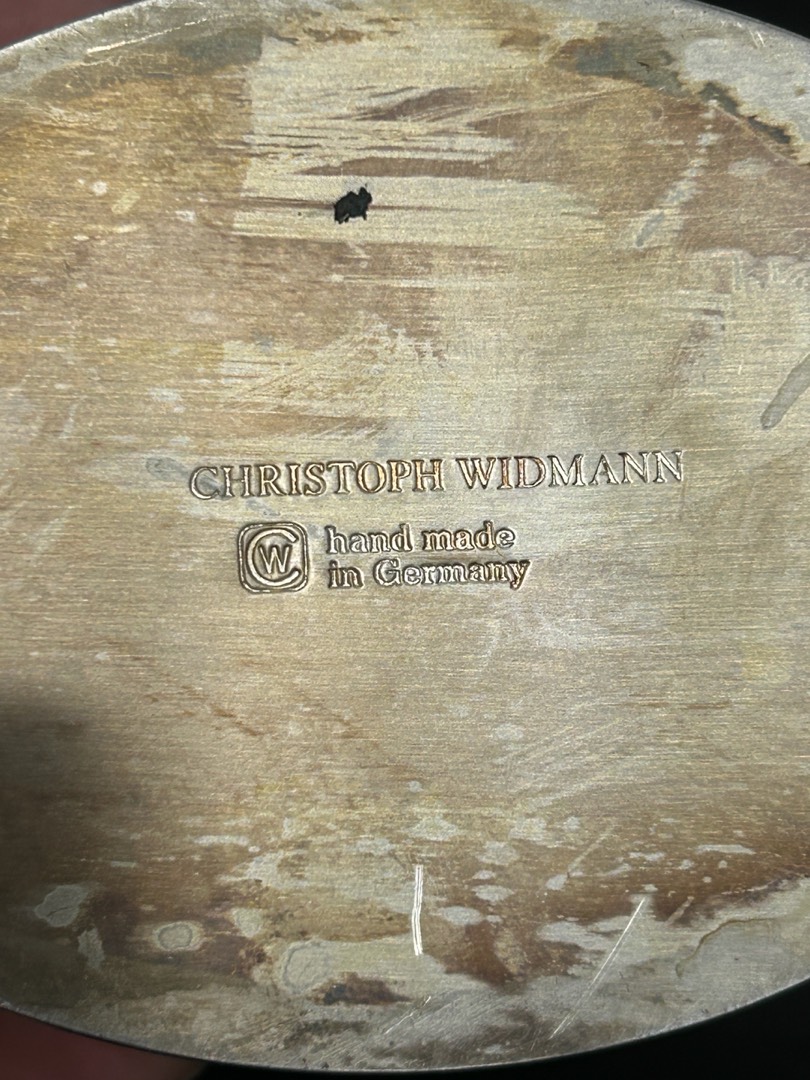 CHRISTOPH WIDMANN
CW hand made
in Germany